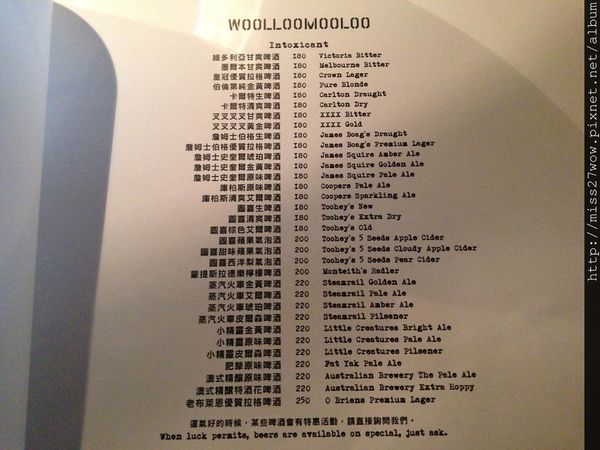 WOOLLOOMOOLOO
Intoxicant
維多利亞甘爽啤酒 180 Victoria Bitter
墨爾本甘爽啤酒 180 Melbourne Bitter
皇冠優質拉格啤酒 180 Crown Lager
伯倫第純金黃啤酒 180 Pure Blonde
卡爾特生啤酒 180 Carlton Draught
卡爾特清爽啤酒 180 Carlton Dry
叉叉叉叉甘爽啤酒 180 XXXX Bitter
叉叉叉叉黃金啤酒 180 XXXX Gold
詹姆士伯格生啤酒 180 James Boag's Draught
詹姆士伯格優質拉格啤酒 180 James Boag's Premium Lager
詹姆士史奎爾琥珀啤酒 180 James Squire Amber Ale
詹姆士史奎爾金黃啤酒 180 James Squire Golden Ale
詹姆士史奎爾原味啤酒 180 James Squire Pale Ale
庫柏斯原味啤酒 180 Coopers Pale Ale
庫柏斯清爽艾爾啤酒 180 Coopers Sparkling Ale
圖喜生啤酒 180 Toohey's New
圖喜清爽啤酒 180 Toohey's Extra Dry
圖喜棕色艾爾啤酒 180 Toohey's Old
圖喜蘋果氣泡酒 200 Toohey's 5 Seeds Apple Cider
圖喜甜味蘋果氣泡酒 200 Toohey's 5 Seeds Cloudy Apple Cider
圖喜西洋梨氣泡酒 200 Toohey's 5 Seeds Pear Cider
蒙提斯拉德樂檸檬啤酒 200 Monteith's Radler
蒸汽火車金黃啤酒 220 Steamrail Golden Ale
蒸汽火車艾爾啤酒 220 Steamrail Pale Ale
蒸汽火車琥珀啤酒 220 Steamrail Amber Ale
蒸汽火車皮爾森啤酒 220 Steamrail Pilsener
小精靈金黃啤酒 220 Little Creatures Bright Ale
小精靈原味啤酒 220 Little Creatures Pale Ale
小精靈皮爾森啤酒 220 Little Creatures Pilsener
肥犛原味啤酒 220 Fat Yak Pale Ale
澳式精釀原味啤酒 220 Australian Brewery The Pale Ale
澳式精釀特酒花啤酒 220 Australian Brewery Extra Hoppy
老布萊恩優質拉格啤酒 250 O Briens Premium Lager
運氣好的時候，某些啤酒會有特惠活動，請直接詢問我們。
When luck permits, beers are available on special, just ask.
http://miss27wow.pixnet.net/album